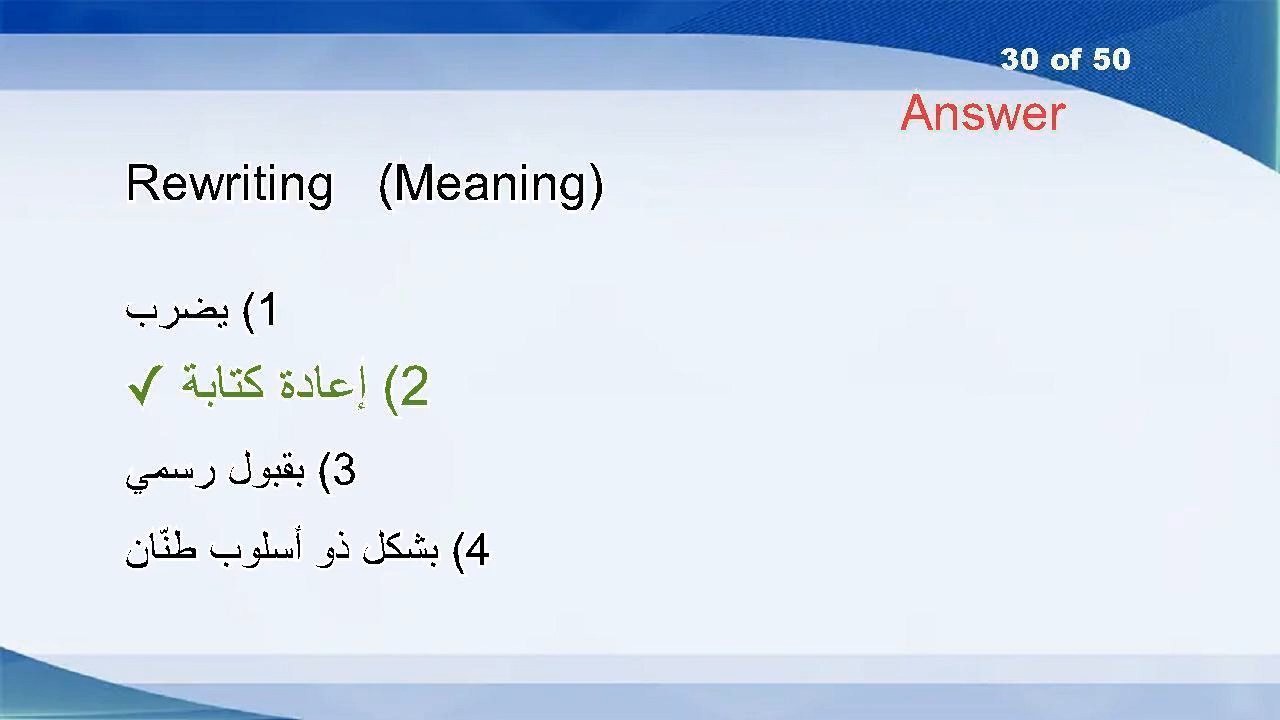 30 of 50
Answer
Rewriting (Meaning)
1) يضرب
2) إعادة كتابة ✓
3) بقبول رسمي
4) بشكل ذو أسلوب طنّان